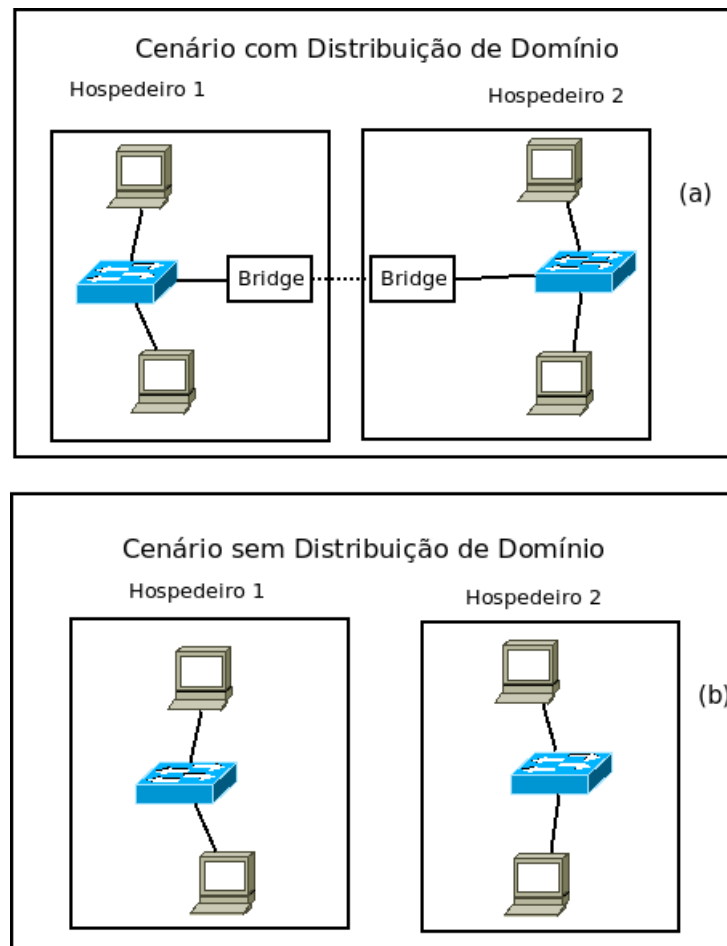 Cenário com Distribuição de Domínio
Hospedeiro 1
Hospedeiro 2
(a)
Bridge
Bridge
Cenário sem Distribuição de Domínio
Hospedeiro 1
Hospedeiro 2
(b)